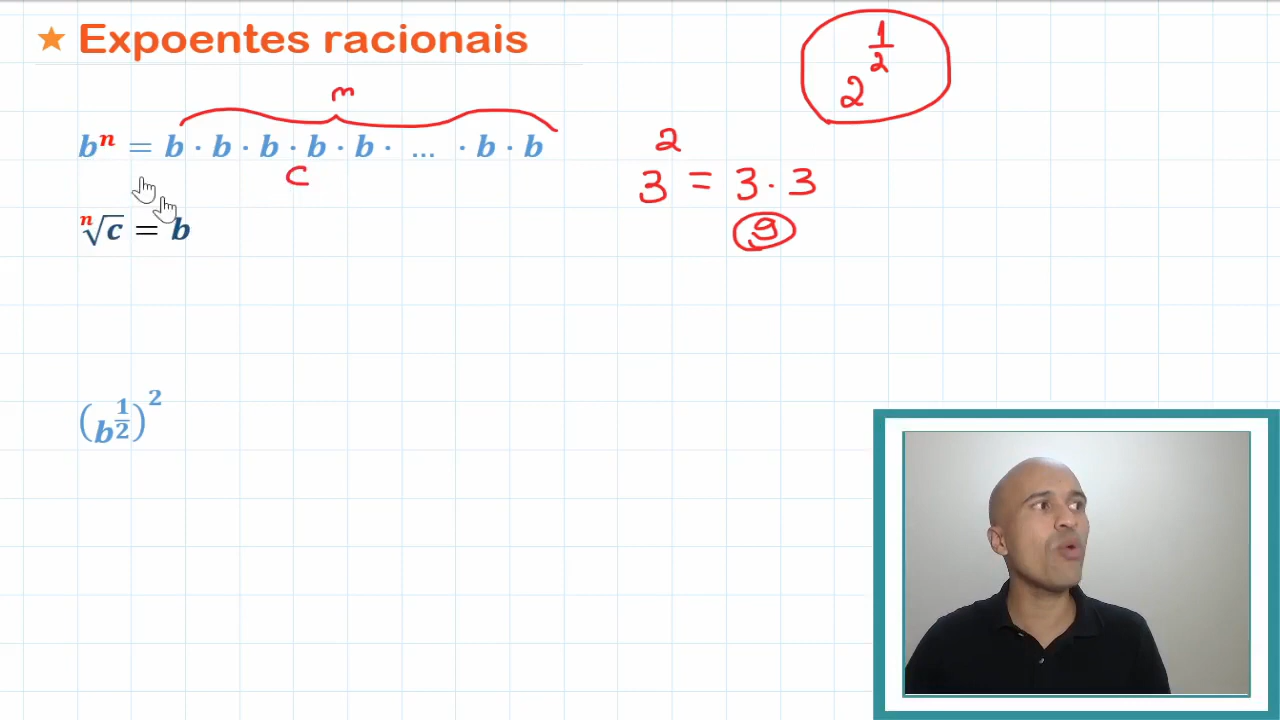 Expoentes racionais
2^(1/2)
n
bⁿ = b · b · b · b · b · ... · b · b
c
3² = 3 · 3
9
ⁿ√c = b
(b^(1/2))²